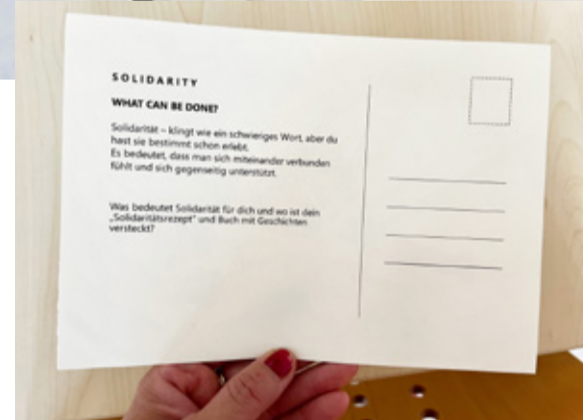 SOLIDARITY
WHAT CAN BE DONE?
Solidarität – klingt wie ein schwieriges Wort, aber du
hast sie bestimmt schon erlebt.
Es bedeutet, dass man sich miteinander verbunden
fühlt und sich gegenseitig unterstützt.
Was bedeutet Solidarität für dich und wo ist dein
„Solidaritätsrezept“ und Buch mit Geschichten
versteckt?